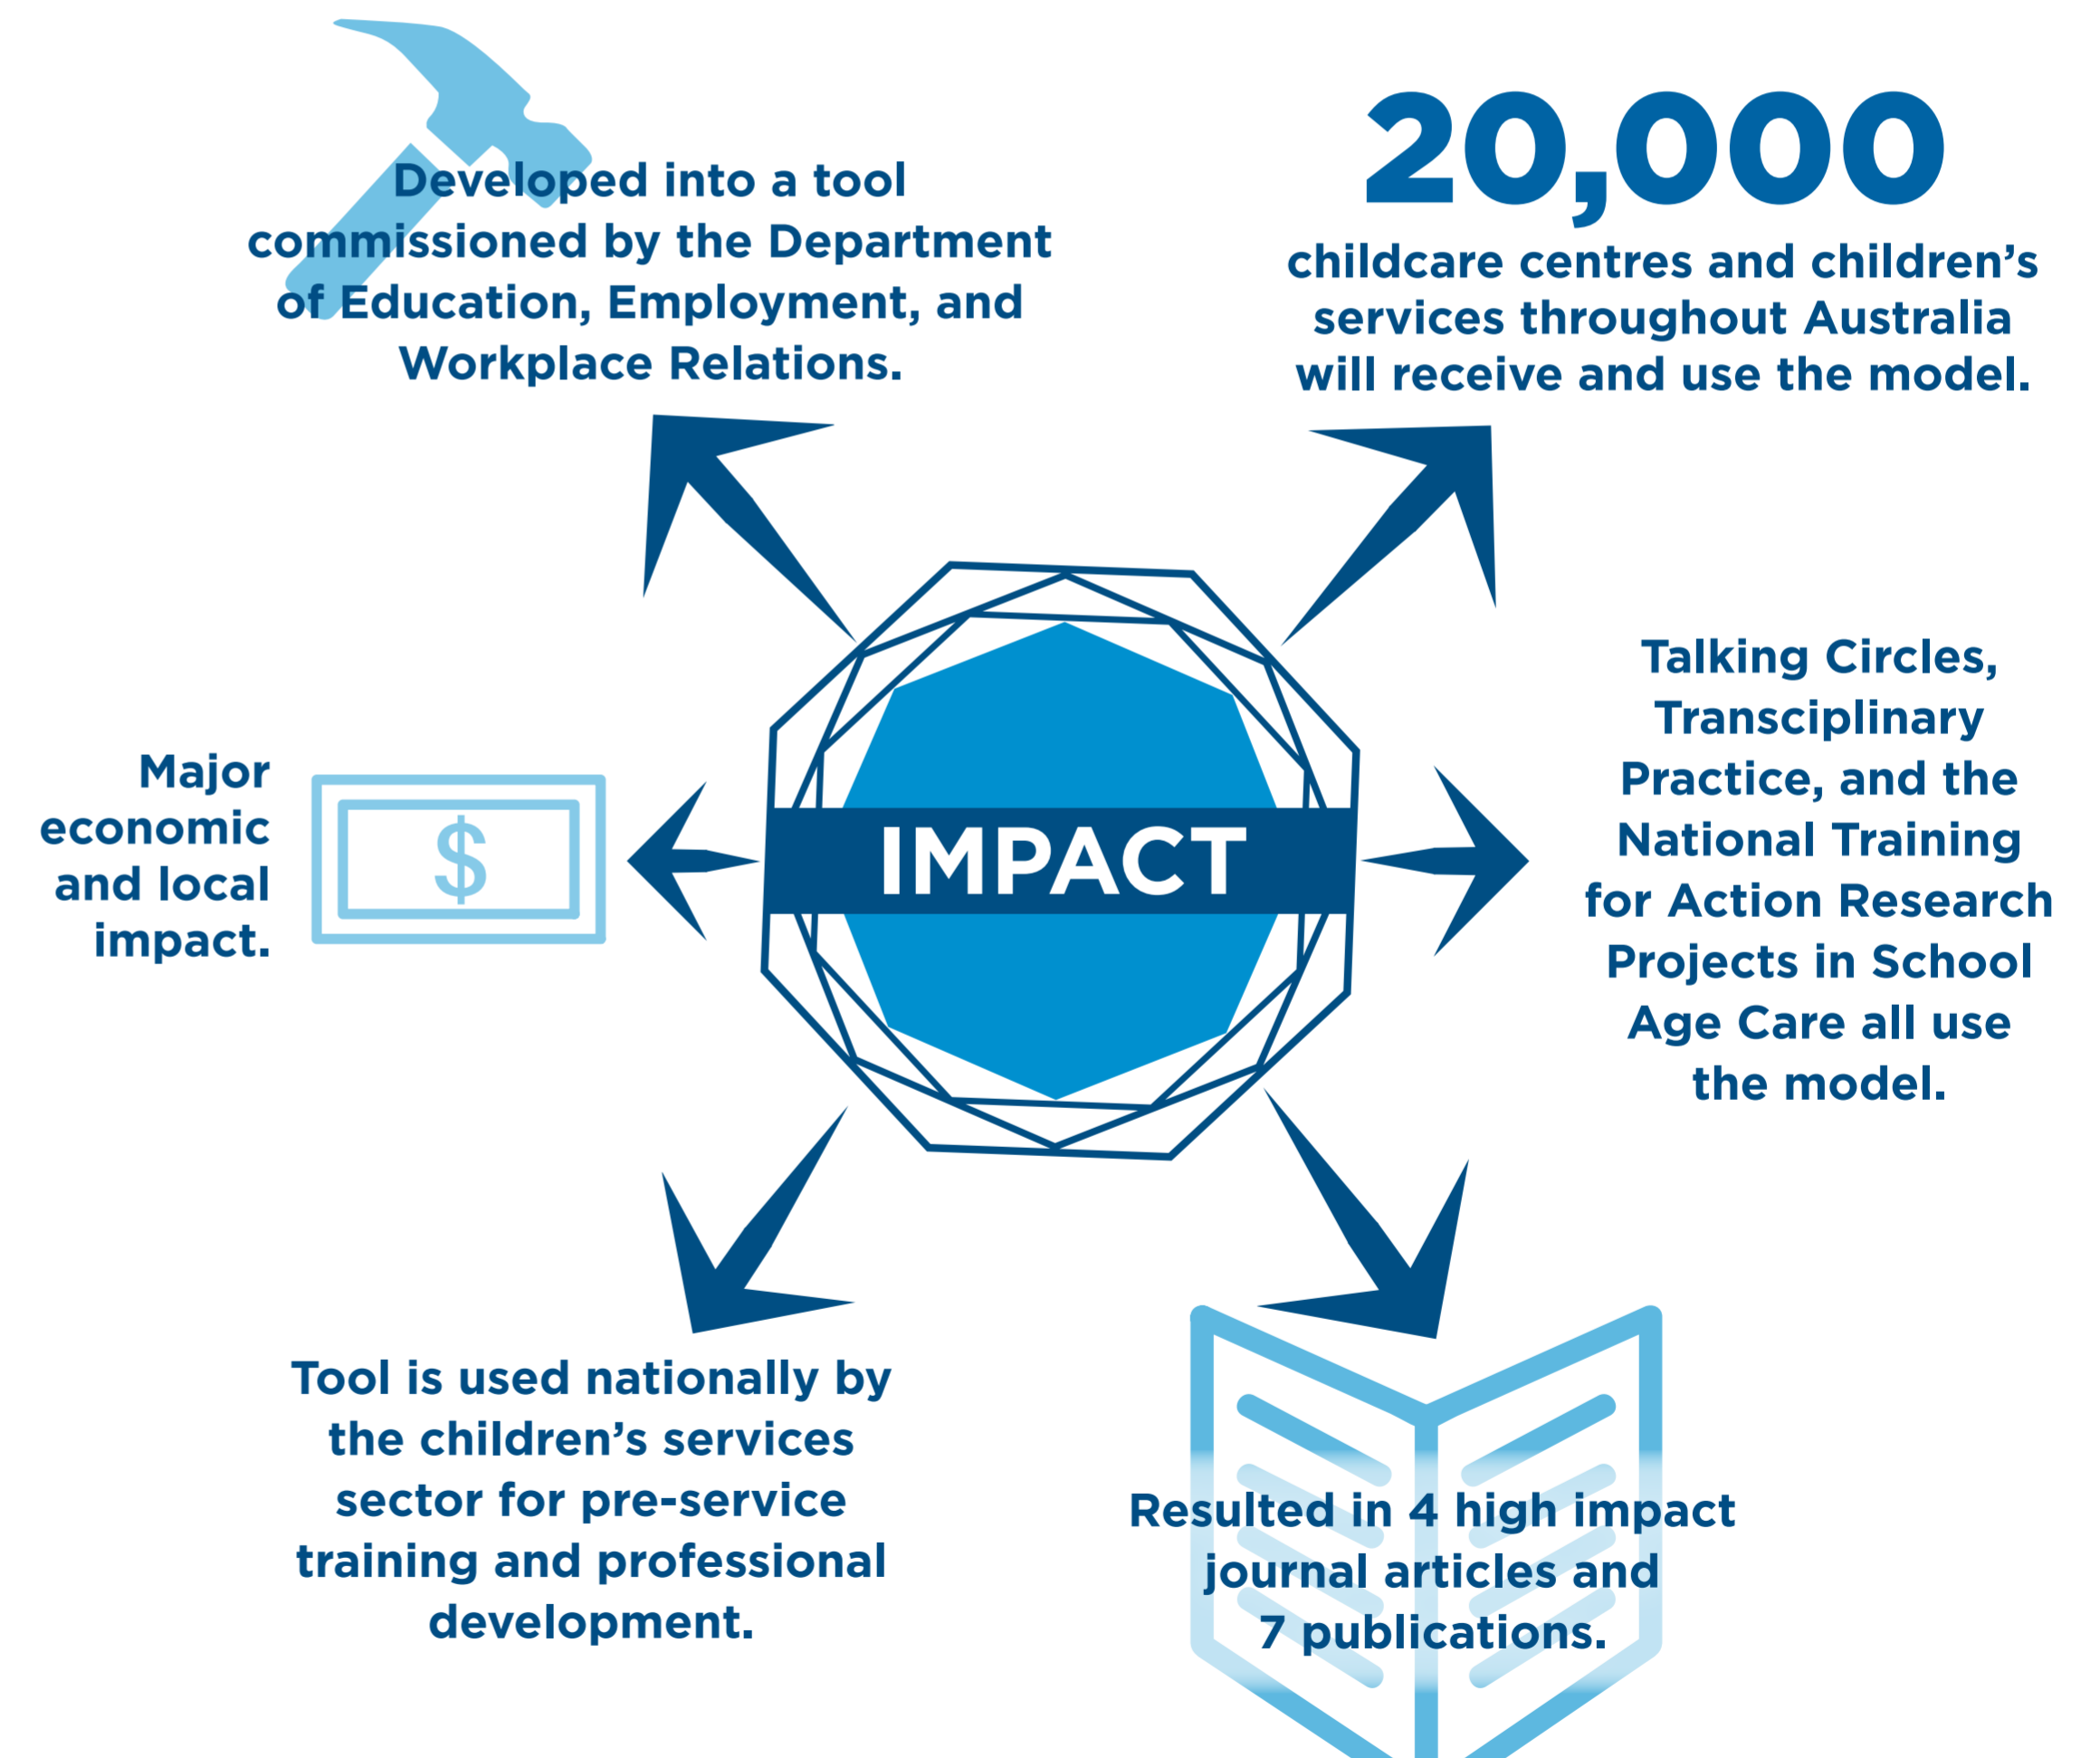 Developed into a tool
commissioned by the Department
of Education, Employment, and
Workplace Relations.
20,000
childcare centres and children's
services throughout Australia
will receive and use the model.
Major
economic
and local
impact.
$
IMPACT
Talking Circles,
Transciplinary
Practice, and the
National Training
for Action Research
Projects in School
Age Care all use
the model.
Tool is used nationally by
the children's services
sector for pre-service
training and professional
development.
Resulted in 4 high impact
journal articles and
7 publications.